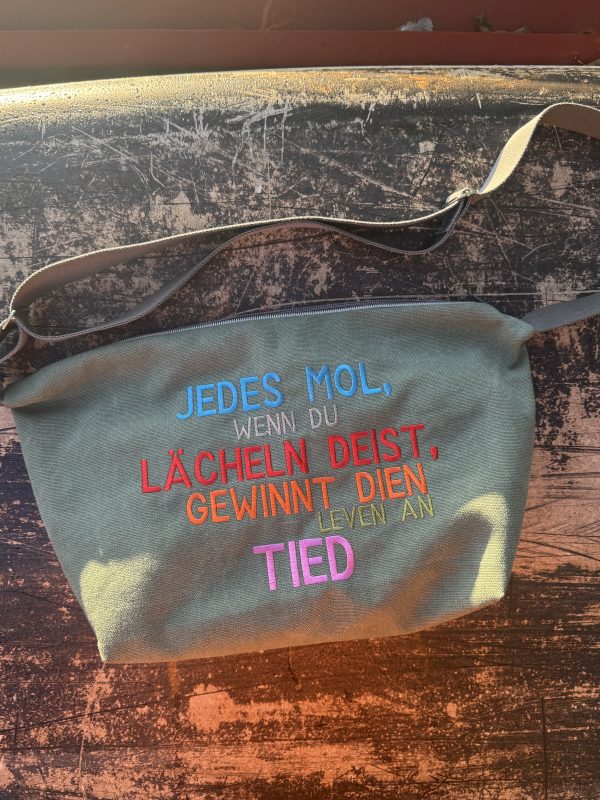 JEDES MOL,
WENN DU
LÄCHELN DEIST,
GEWINNT DIEN
LEVEN AN
TIED